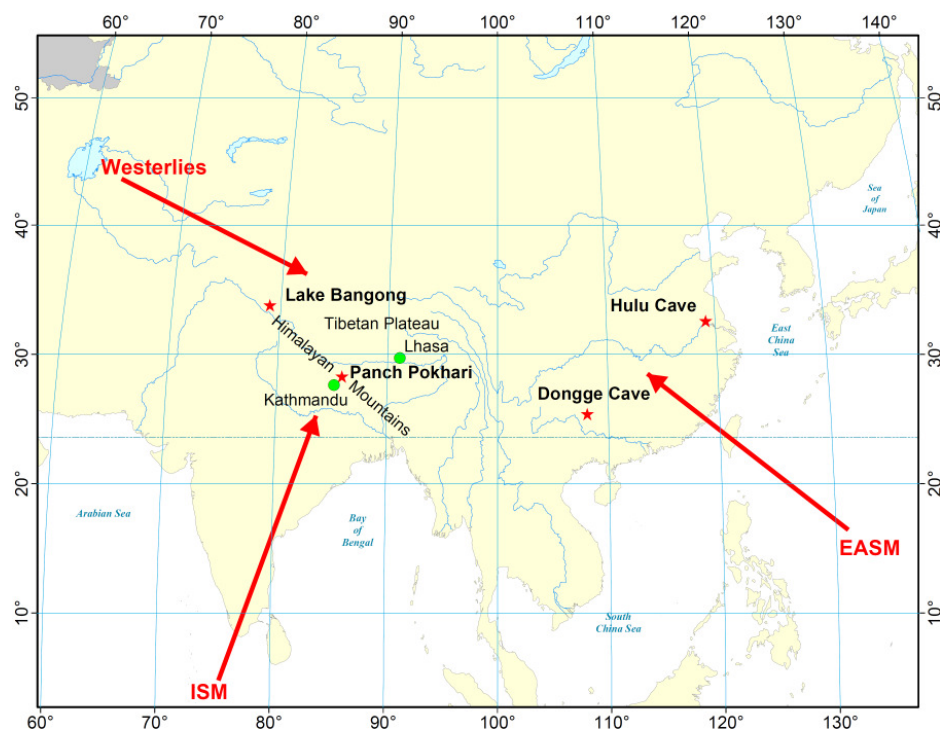 60° 70° 80° 90° 100° 110° 120° 130° 140°
50° 50°
Westerlies
Sea
of
Japan
40° 40°
Lake Bangong
Hulu Cave
Tibetan Plateau
East
China
Sea
Himalayan
Lhasa
30° 30°
Panch Pokhari
Dongge Cave
Kathmandu
Mountains
20° 20°
Arabian Sea
Bay
of
Bengal
EASM
10° 10°
South
China Sea
ISM
60° 70° 80° 90° 100° 110° 120° 130°